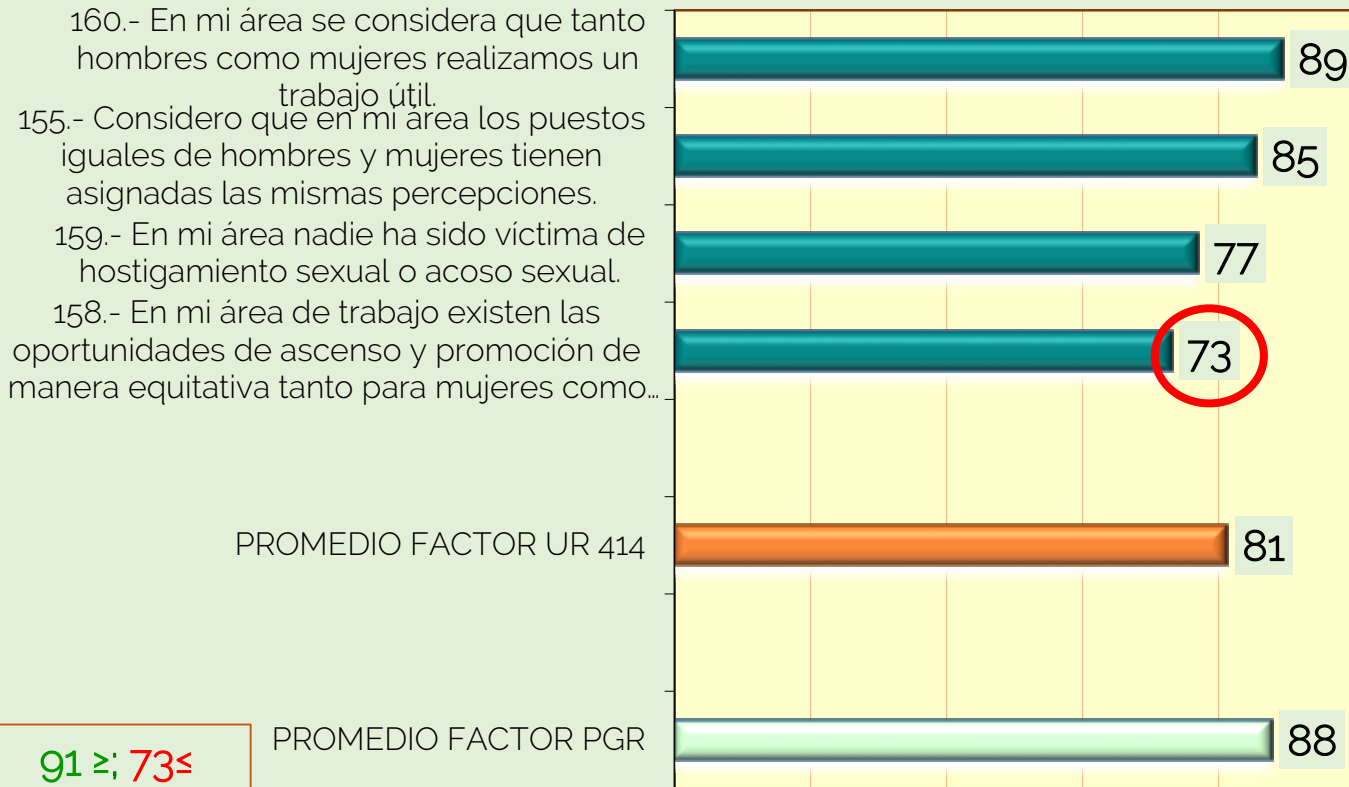 160.- En mi área se considera que tanto
hombres como mujeres realizamos un
trabajo útil.
89
155.- Considero que en mi área los puestos
iguales de hombres y mujeres tienen
asignadas las mismas percepciones.
85
159.- En mi área nadie ha sido víctima de
hostigamiento sexual o acoso sexual.
77
158.- En mi área de trabajo existen las
oportunidades de ascenso y promoción de
manera equitativa tanto para mujeres como…
73
PROMEDIO FACTOR UR 414
81
PROMEDIO FACTOR PGR
88
91 ≥; 73≤